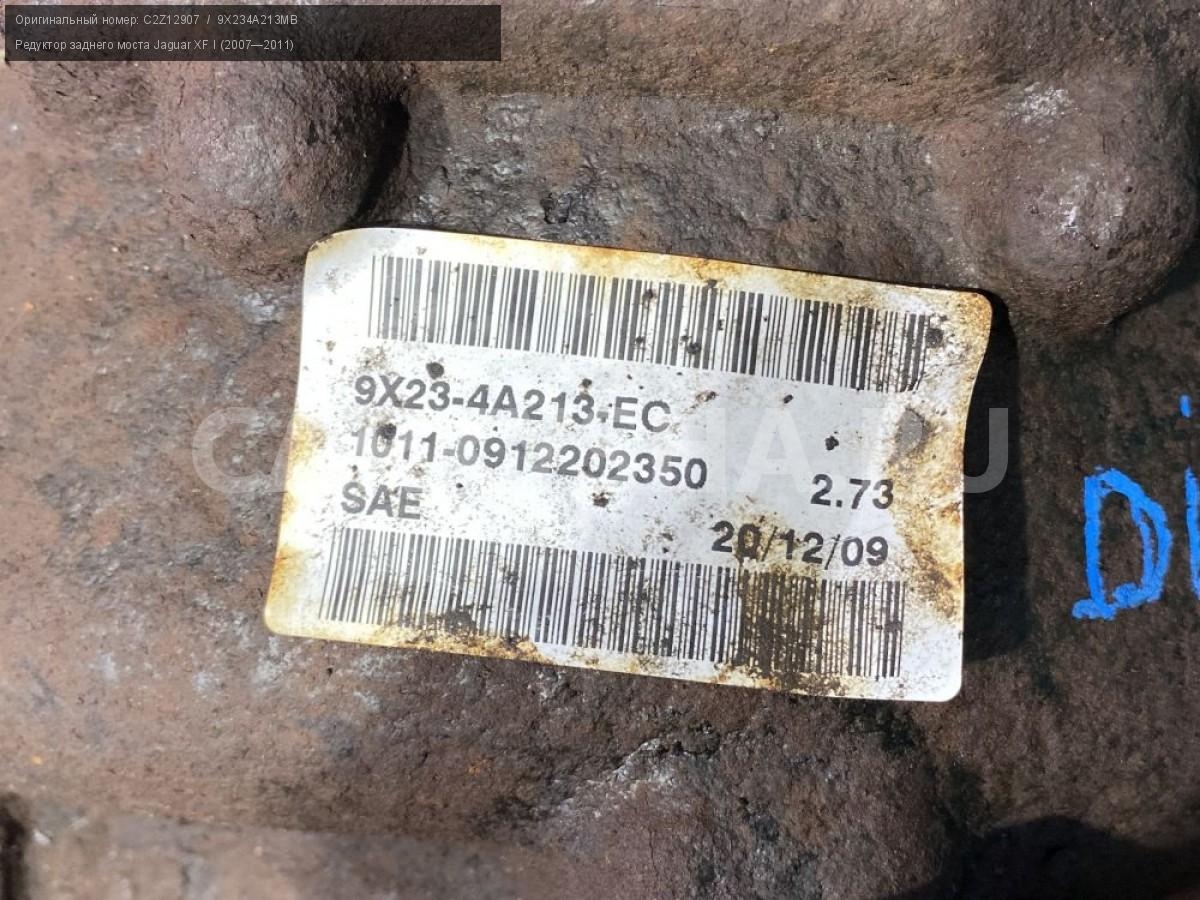 Оригинальный номер: C2Z12907 / 9X234A213MB
Редуктор заднего моста Jaguar XF I (2007—2011)
9X23-4A213-EC
1011-0912202350
2.73
SAE
20/12/09